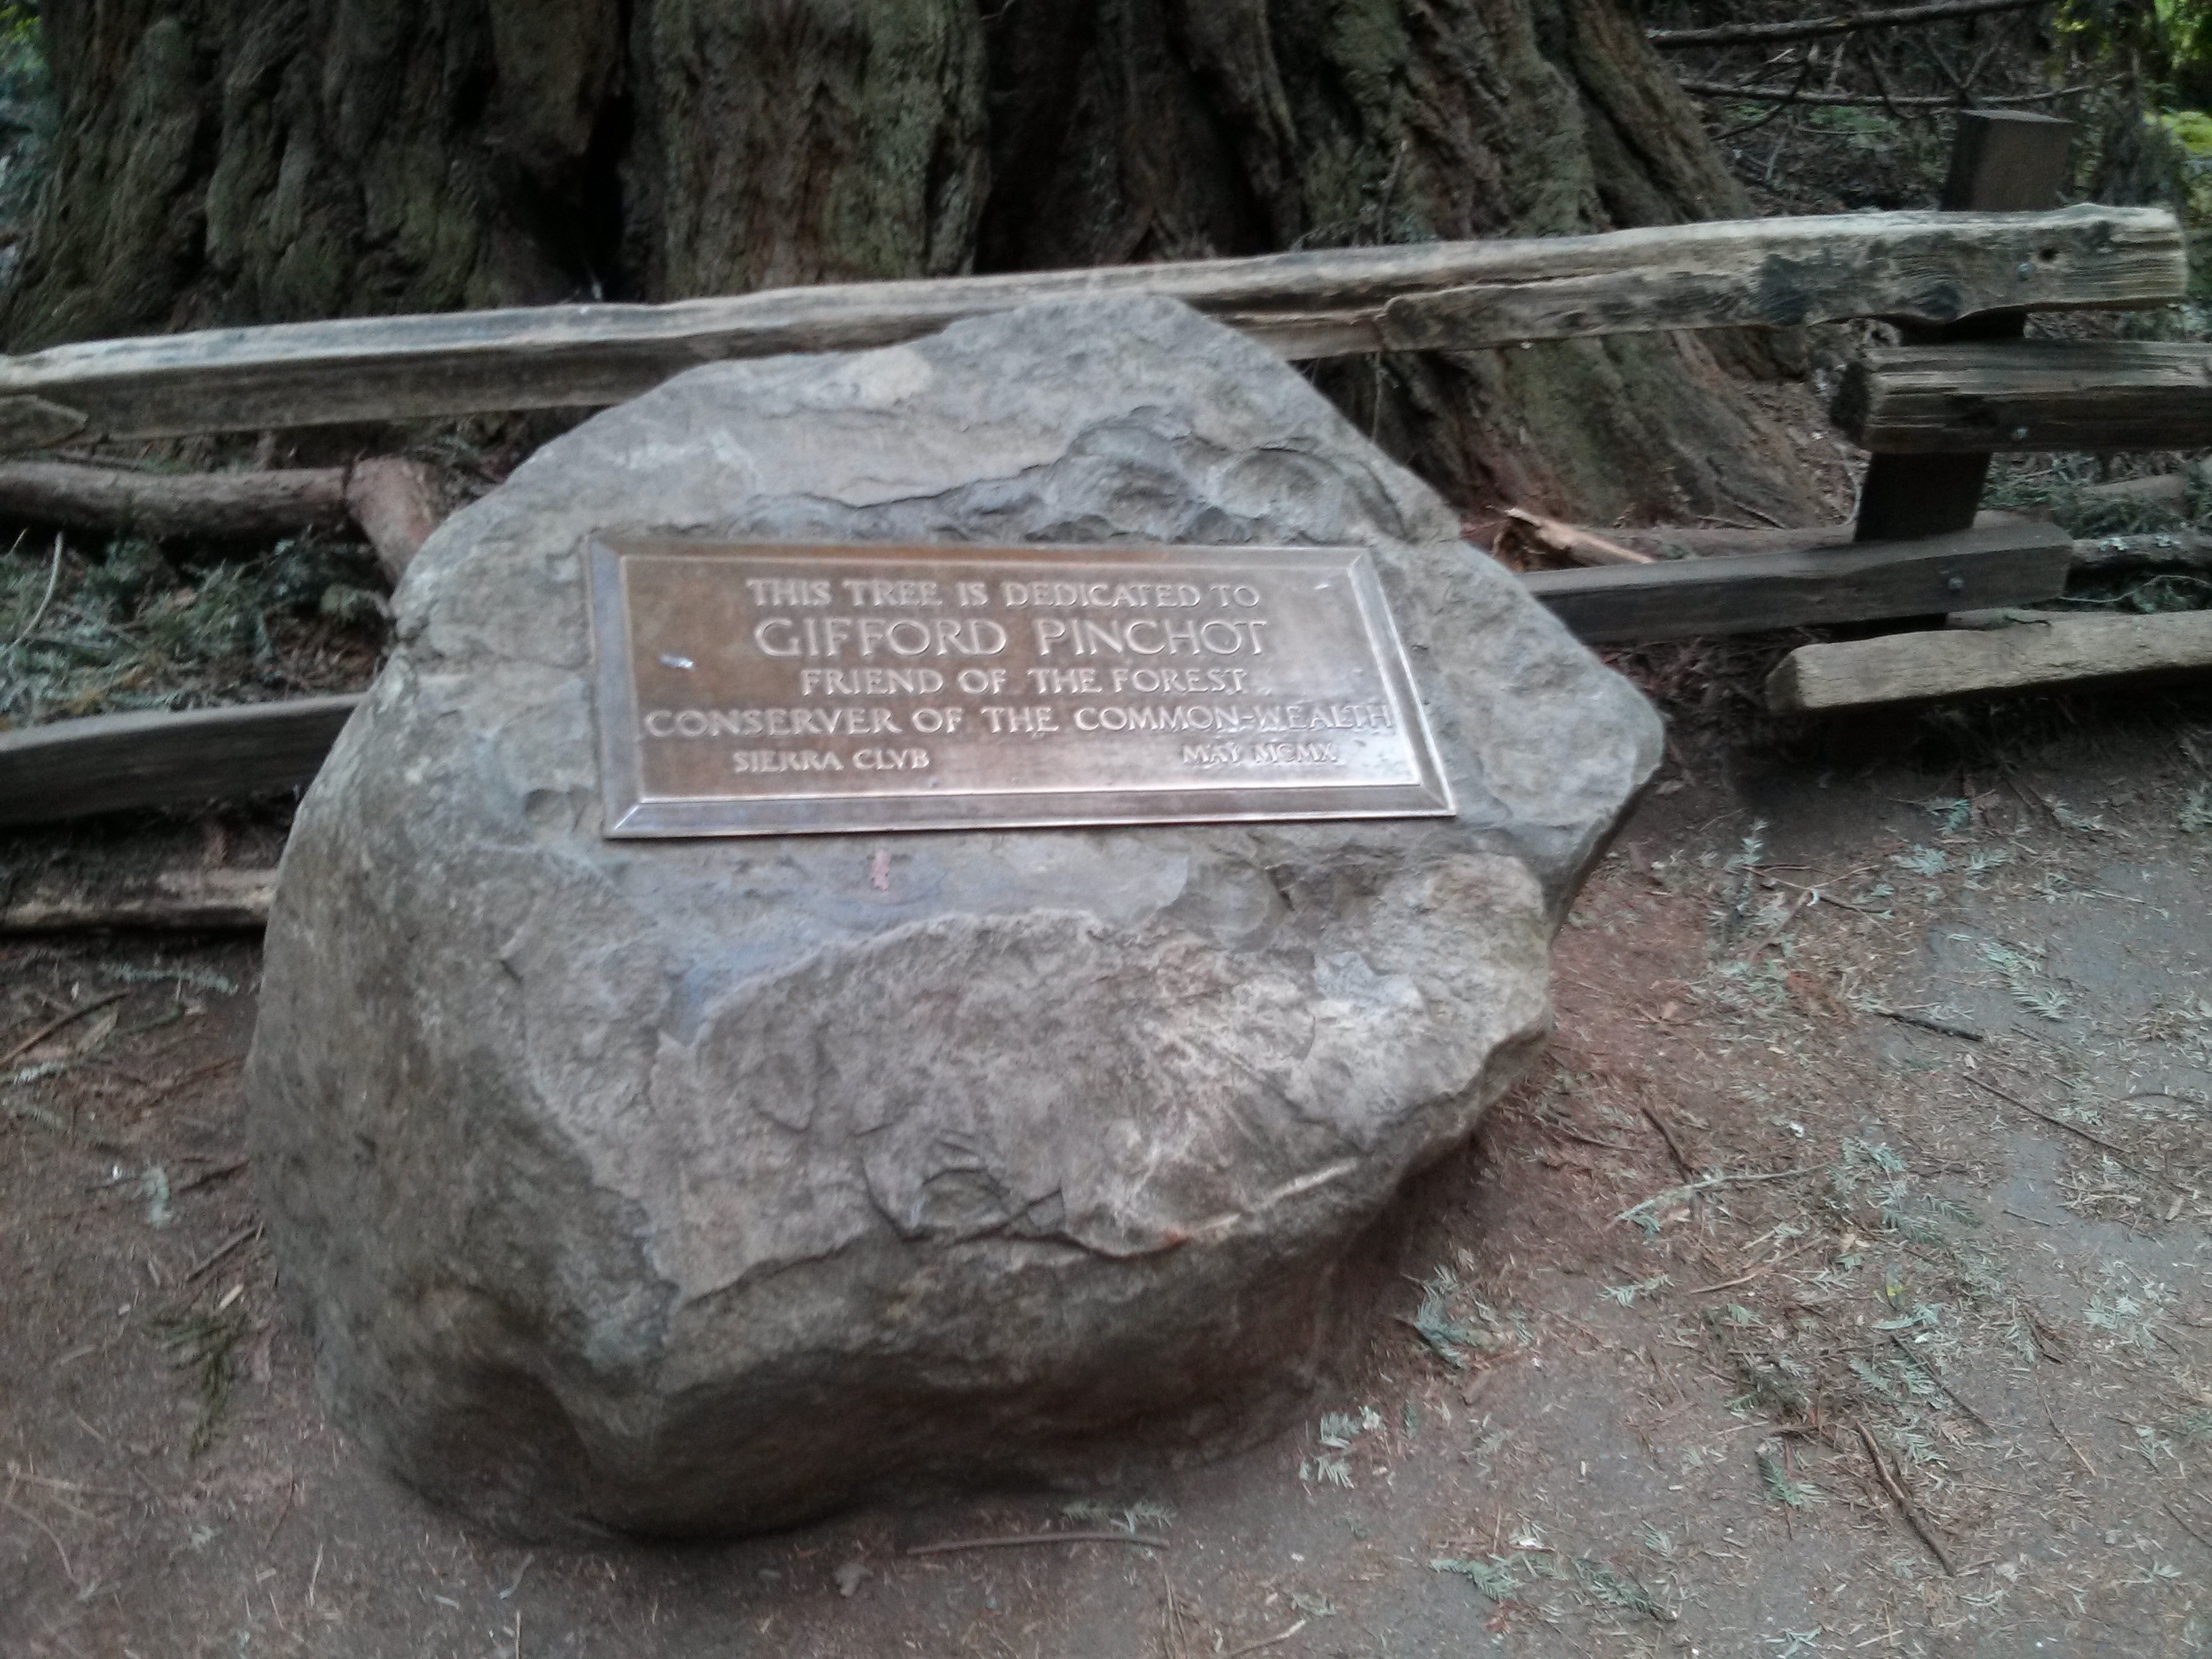 THIS TREE IS DEDICATED TO
GIFFORD PINCHOT
FRIEND OF THE FOREST
CONSERVER OF THE COMMON-WEALTH
SIERRA CLVB MAY MCMX